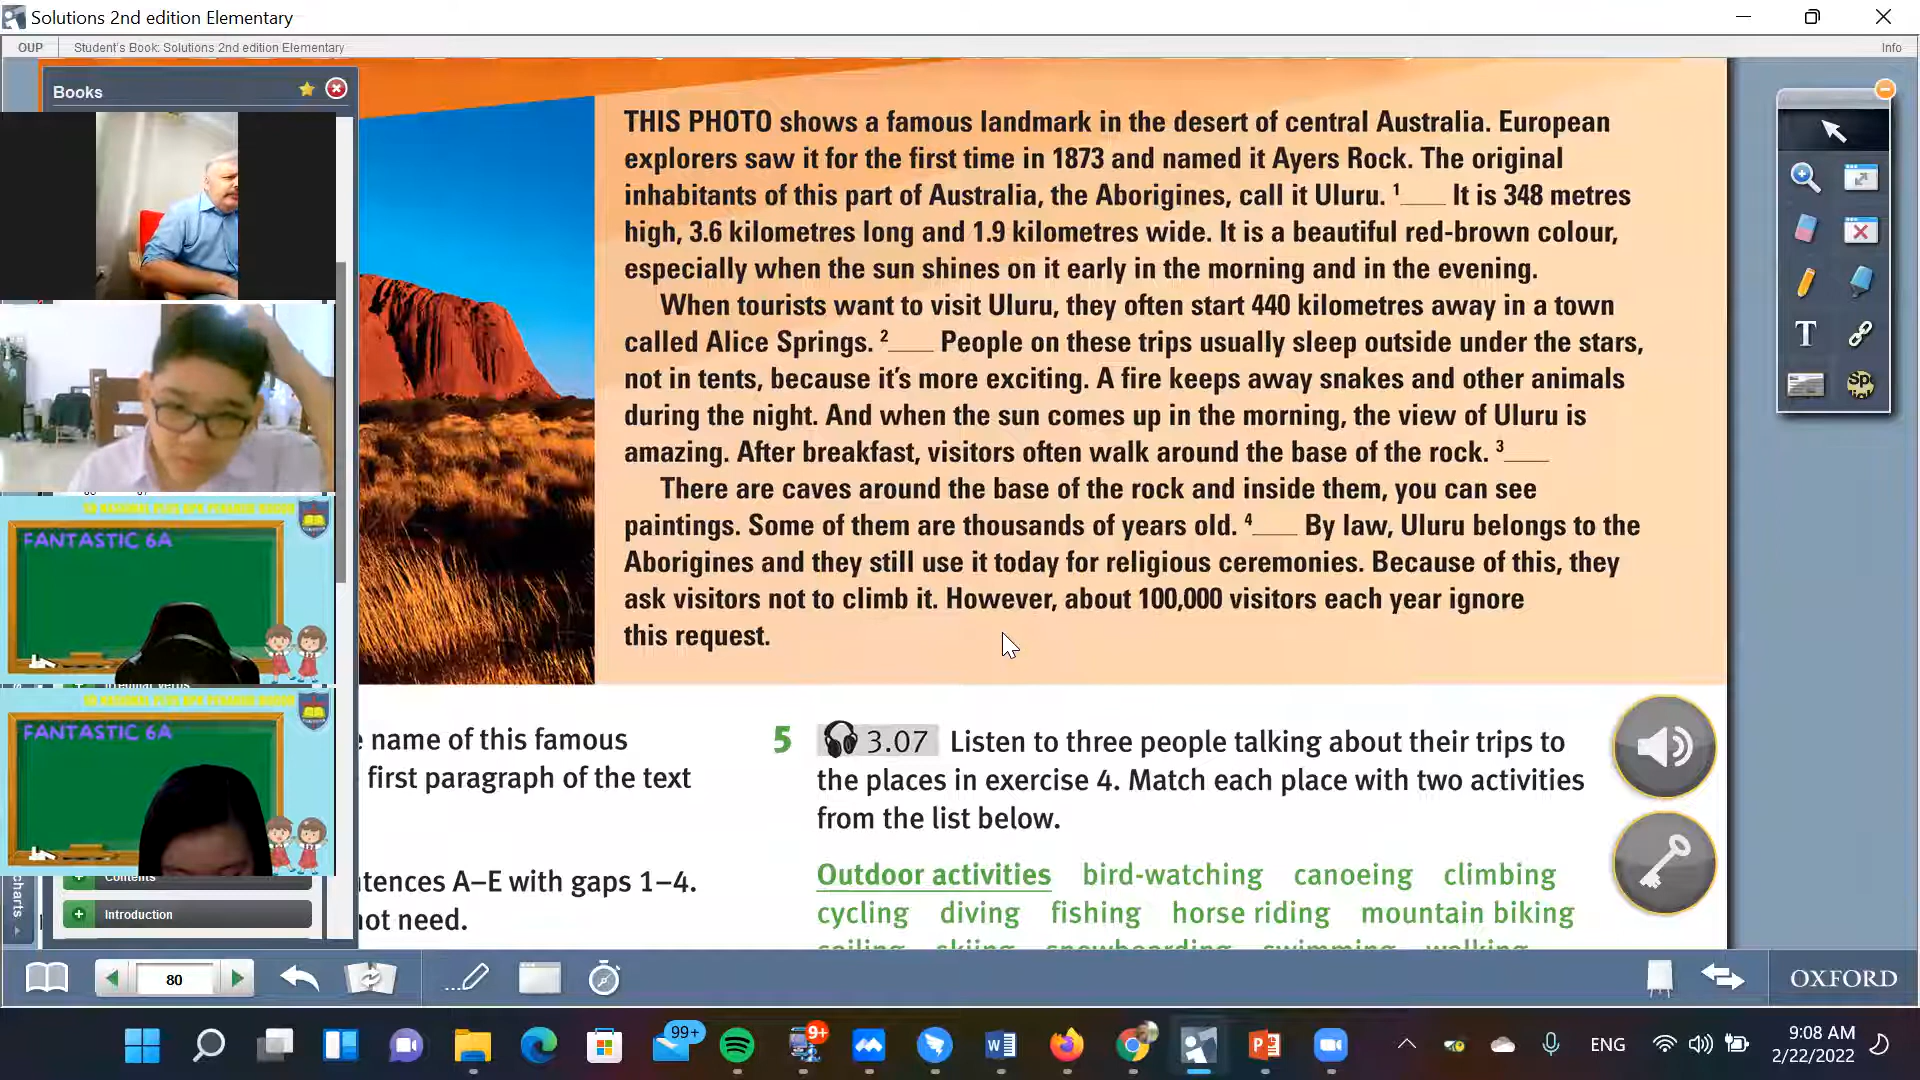 Solutions 2nd edition Elementary
OUP Student's Book: Solutions 2nd edition Elementary Info
Books
THIS PHOTO shows a famous landmark in the desert of central Australia. European
explorers saw it for the first time in 1873 and named it Ayers Rock. The original
inhabitants of this part of Australia, the Aborigines, call it Uluru. 1___ It is 348 metres
high, 3.6 kilometres long and 1.9 kilometres wide. It is a beautiful red-brown colour,
especially when the sun shines on it early in the morning and in the evening.
When tourists want to visit Uluru, they often start 440 kilometres away in a town
called Alice Springs. 2___ People on these trips usually sleep outside under the stars,
not in tents, because it's more exciting. A fire keeps away snakes and other animals
during the night. And when the sun comes up in the morning, the view of Uluru is
amazing. After breakfast, visitors often walk around the base of the rock. 3___
There are caves around the base of the rock and inside them, you can see
paintings. Some of them are thousands of years old. 4___ By law, Uluru belongs to the
Aborigines and they still use it today for religious ceremonies. Because of this, they
ask visitors not to climb it. However, about 100,000 visitors each year ignore
this request.
FANTASTIC 6A
FANTASTIC 6A
name of this famous
first paragraph of the text
tences A–E with gaps 1–4.
not need.
5 3.07 Listen to three people talking about their trips to
the places in exercise 4. Match each place with two activities
from the list below.
Outdoor activities bird-watching canoeing climbing
cycling diving fishing horse riding mountain biking
sailing skiing snowboarding swimming walking
Contents
Introduction
charts
T
Sp
80
OXFORD
99+
9+
ENG
9:08 AM
2/22/2022